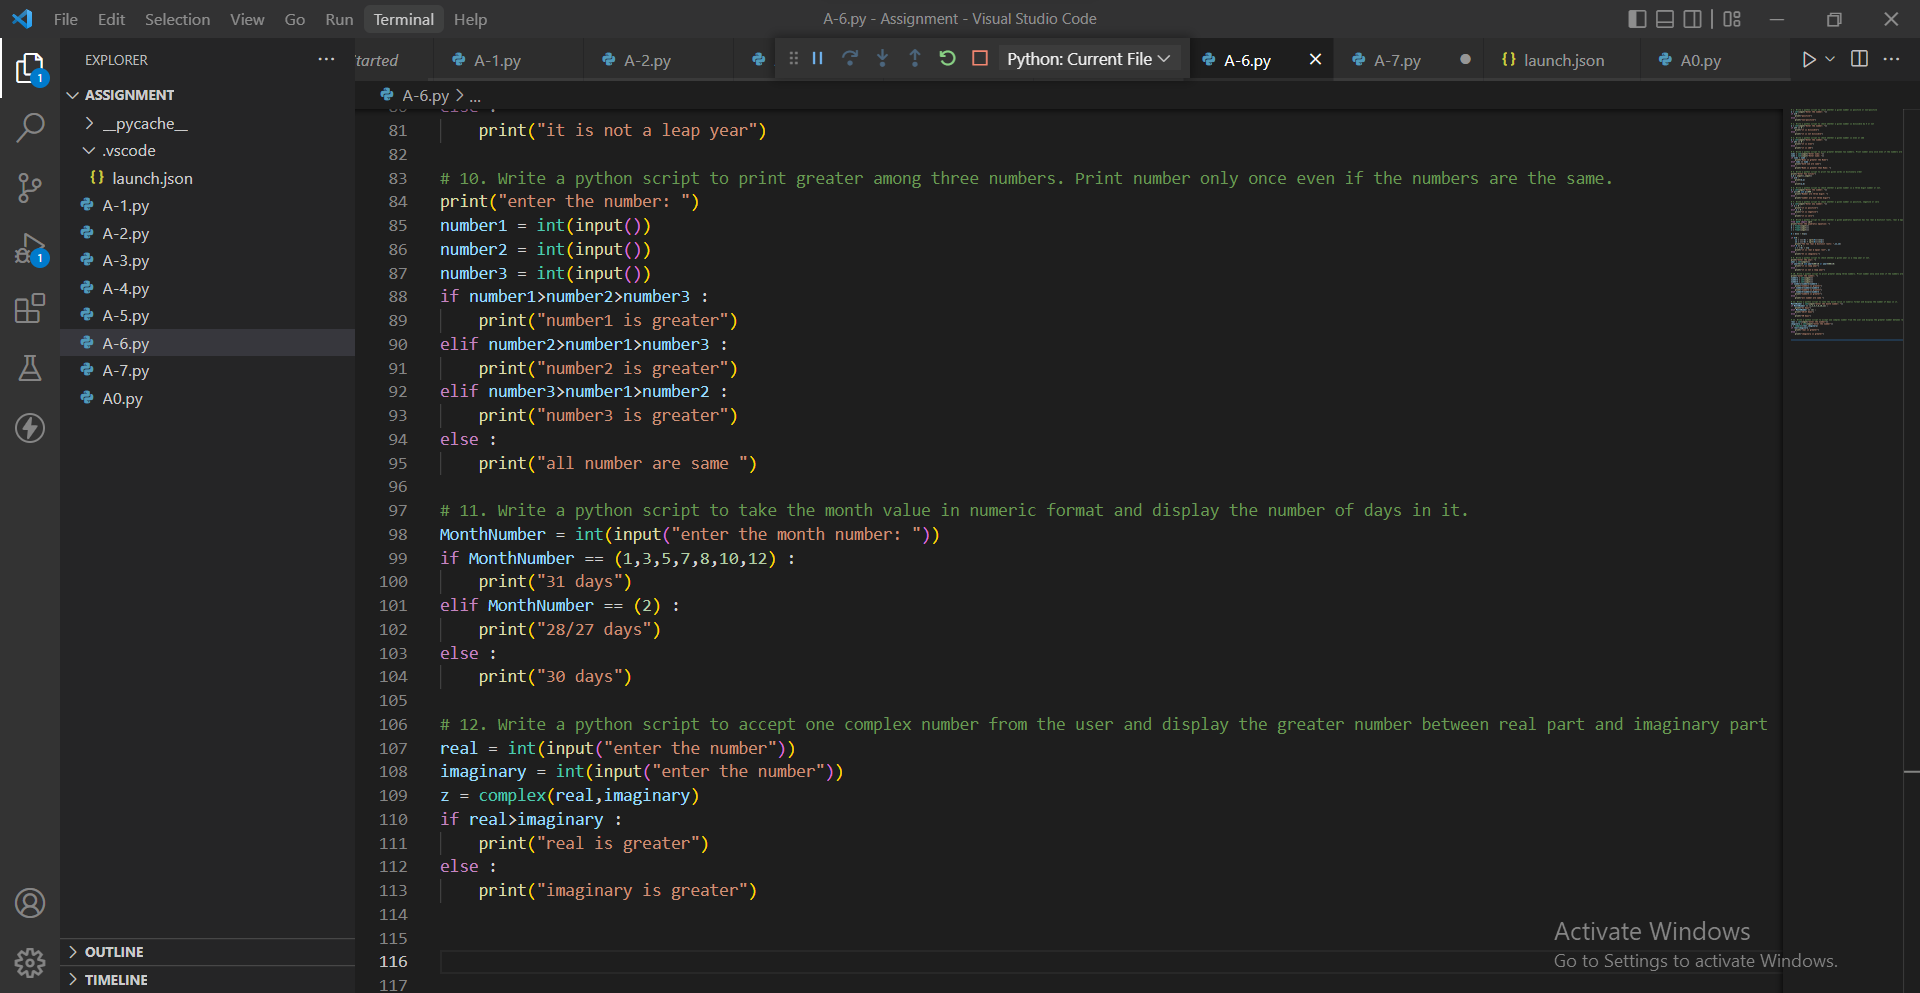 File Edit Selection View Go Run Terminal Help
A-6.py - Assignment - Visual Studio Code
EXPLORER
tarted
A-1.py
A-2.py
Python: Current File
A-6.py
A-7.py
launch.json
A0.py
ASSIGNMENT
__pycache__
.vscode
launch.json
A-1.py
A-2.py
A-3.py
A-4.py
A-5.py
A-6.py
A-7.py
A0.py
OUTLINE
TIMELINE
1
1
A-6.py > ...
81 print("it is not a leap year")
82
83 # 10. Write a python script to print greater among three numbers. Print number only once even if the numbers are the same.
84 print("enter the number: ")
85 number1 = int(input())
86 number2 = int(input())
87 number3 = int(input())
88 if number1>number2>number3 :
89 print("number1 is greater")
90 elif number2>number1>number3 :
91 print("number2 is greater")
92 elif number3>number1>number2 :
93 print("number3 is greater")
94 else :
95 print("all number are same ")
96
97 # 11. Write a python script to take the month value in numeric format and display the number of days in it.
98 MonthNumber = int(input("enter the month number: "))
99 if MonthNumber == (1,3,5,7,8,10,12) :
100 print("31 days")
101 elif MonthNumber == (2) :
102 print("28/27 days")
103 else :
104 print("30 days")
105
106 # 12. Write a python script to accept one complex number from the user and display the greater number between real part and imaginary part
107 real = int(input("enter the number"))
108 imaginary = int(input("enter the number"))
109 z = complex(real,imaginary)
110 if real>imaginary :
111 print("real is greater")
112 else :
113 print("imaginary is greater")
114
115
116
117
Activate Windows
Go to Settings to activate Windows.